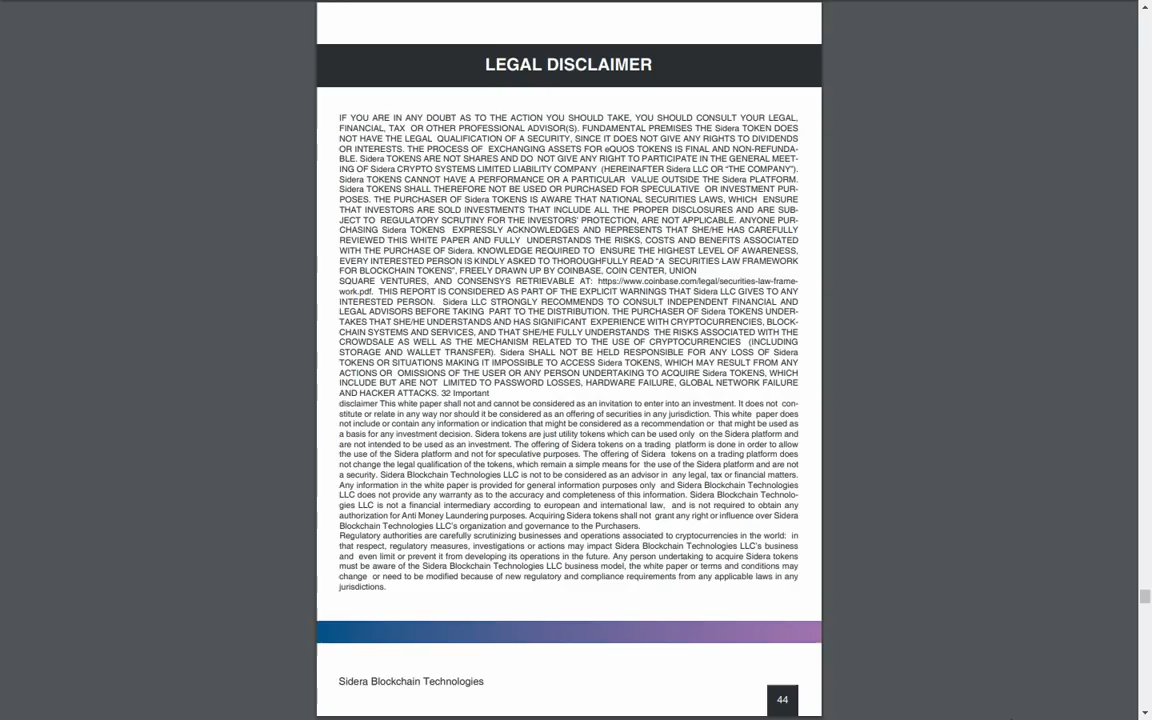 LEGAL DISCLAIMER
IF YOU ARE IN ANY DOUBT AS TO THE ACTION YOU SHOULD TAKE, YOU SHOULD CONSULT YOUR LEGAL,
FINANCIAL, TAX OR OTHER PROFESSIONAL ADVISOR(S). FUNDAMENTAL PREMISES THE Sidera TOKEN DOES
NOT HAVE THE LEGAL QUALIFICATION OF A SECURITY, SINCE IT DOES NOT GIVE ANY RIGHTS TO DIVIDENDS
OR INTERESTS. THE PROCESS OF EXCHANGING ASSETS FOR eQUOS TOKENS IS FINAL AND NON-REFUNDA-
BLE. Sidera TOKENS ARE NOT SHARES AND DO NOT GIVE ANY RIGHT TO PARTICIPATE IN THE GENERAL MEET-
ING OF Sidera CRYPTO SYSTEMS LIMITED LIABILITY COMPANY (HEREINAFTER Sidera LLC OR "THE COMPANY").
Sidera TOKENS CANNOT HAVE A PERFORMANCE OR A PARTICULAR VALUE OUTSIDE THE Sidera PLATFORM.
Sidera TOKENS SHALL THEREFORE NOT BE USED OR PURCHASED FOR SPECULATIVE OR INVESTMENT PUR-
POSES. THE PURCHASER OF Sidera TOKENS IS AWARE THAT NATIONAL SECURITIES LAWS, WHICH ENSURE
THAT INVESTORS ARE SOLD INVESTMENTS THAT INCLUDE ALL THE PROPER DISCLOSURES AND ARE SUB-
JECT TO REGULATORY SCRUTINY FOR THE INVESTORS' PROTECTION, ARE NOT APPLICABLE. ANYONE PUR-
CHASING Sidera TOKENS EXPRESSLY ACKNOWLEDGES AND REPRESENTS THAT SHE/HE HAS CAREFULLY
REVIEWED THIS WHITE PAPER AND FULLY UNDERSTANDS THE RISKS, COSTS AND BENEFITS ASSOCIATED
WITH THE PURCHASE OF Sidera. KNOWLEDGE REQUIRED TO ENSURE THE HIGHEST LEVEL OF AWARENESS,
EVERY INTERESTED PERSON IS KINDLY ASKED TO THOROUGHFULLY READ "A SECURITIES LAW FRAMEWORK
FOR BLOCKCHAIN TOKENS", FREELY DRAWN UP BY COINBASE, COIN CENTER, UNION
SQUARE VENTURES, AND CONSENSYS RETRIEVABLE AT: https://www.coinbase.com/legal/securities-law-frame-
work.pdf. THIS REPORT IS CONSIDERED AS PART OF THE EXPLICIT WARNINGS THAT Sidera LLC GIVES TO ANY
INTERESTED PERSON. Sidera LLC STRONGLY RECOMMENDS TO CONSULT INDEPENDENT FINANCIAL AND
LEGAL ADVISORS BEFORE TAKING PART TO THE DISTRIBUTION. THE PURCHASER OF Sidera TOKENS UNDER-
TAKES THAT SHE/HE UNDERSTANDS AND HAS SIGNIFICANT EXPERIENCE WITH CRYPTOCURRENCIES, BLOCK-
CHAIN SYSTEMS AND SERVICES, AND THAT SHE/HE FULLY UNDERSTANDS THE RISKS ASSOCIATED WITH THE
CROWDSALE AS WELL AS THE MECHANISM RELATED TO THE USE OF CRYPTOCURRENCIES (INCLUDING
STORAGE AND WALLET TRANSFER). Sidera SHALL NOT BE HELD RESPONSIBLE FOR ANY LOSS OF Sidera
TOKENS OR SITUATIONS MAKING IT IMPOSSIBLE TO ACCESS Sidera TOKENS, WHICH MAY RESULT FROM ANY
ACTIONS OR OMISSIONS OF THE USER OR ANY PERSON UNDERTAKING TO ACQUIRE Sidera TOKENS, WHICH
INCLUDE BUT ARE NOT LIMITED TO PASSWORD LOSSES, HARDWARE FAILURE, GLOBAL NETWORK FAILURE
AND HACKER ATTACKS. 32 Important
disclaimer This white paper shall not and cannot be considered as an invitation to enter into an investment. It does not con-
stitute or relate in any way nor should it be considered as an offering of securities in any jurisdiction. This white paper does
not include or contain any information or indication that might be considered as a recommendation or that might be used as
a basis for any investment decision. Sidera tokens are just utility tokens which can be used only on the Sidera platform and
are not intended to be used as an investment. The offering of Sidera tokens on a trading platform is done in order to allow
the use of the Sidera platform and not for speculative purposes. The offering of Sidera tokens on a trading platform does
not change the legal qualification of the tokens, which remain a simple means for the use of the Sidera platform and are not
a security. Sidera Blockchain Technologies LLC is not to be considered as an advisor in any legal, tax or financial matters.
Any information in the white paper is provided for general information purposes only and Sidera Blockchain Technologies
LLC does not provide any warranty as to the accuracy and completeness of this information. Sidera Blockchain Technolo-
gies LLC is not a financial intermediary according to european and international law, and is not required to obtain any
authorization for Anti Money Laundering purposes. Acquiring Sidera tokens shall not grant any right or influence over Sidera
Blockchain Technologies LLC's organization and governance to the Purchasers.
Regulatory authorities are carefully scrutinizing businesses and operations associated to cryptocurrencies in the world: in
that respect, regulatory measures, investigations or actions may impact Sidera Blockchain Technologies LLC's business
and even limit or prevent it from developing its operations in the future. Any person undertaking to acquire Sidera tokens
must be aware of the Sidera Blockchain Technologies LLC business model, the white paper or terms and conditions may
change or need to be modified because of new regulatory and compliance requirements from any applicable laws in any
jurisdictions.
Sidera Blockchain Technologies
44